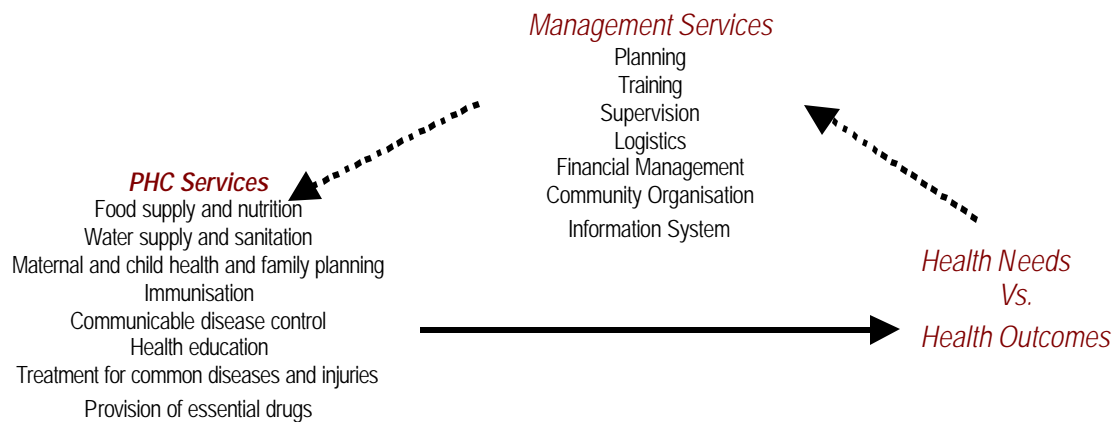 Management Services
Planning
Training
Supervision
Logistics
Financial Management
Community Organisation
Information System
PHC Services
Food supply and nutrition
Water supply and sanitation
Maternal and child health and family planning
Immunisation
Communicable disease control
Health education
Treatment for common diseases and injuries
Provision of essential drugs
Health Needs
Vs.
Health Outcomes